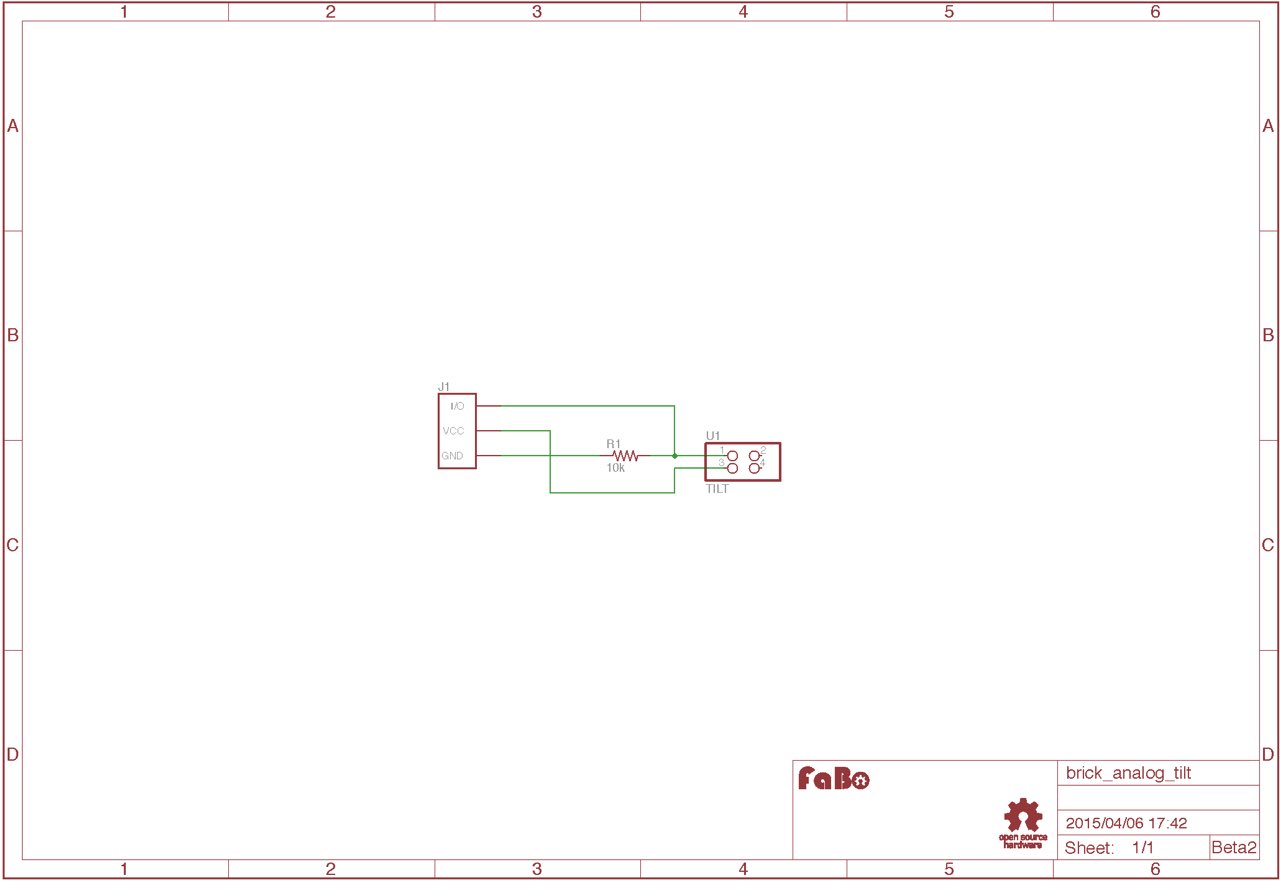 1 2 3 4 5 6
A A
B B
J1
I/O
VCC
GND
R1
10k
U1
1 2
3 4
TILT
C C
D D
FaBo
open source
hardware
brick_analog_tilt
2015/04/06 17:42
Sheet: 1/1 Beta2
1 2 3 4 5 6